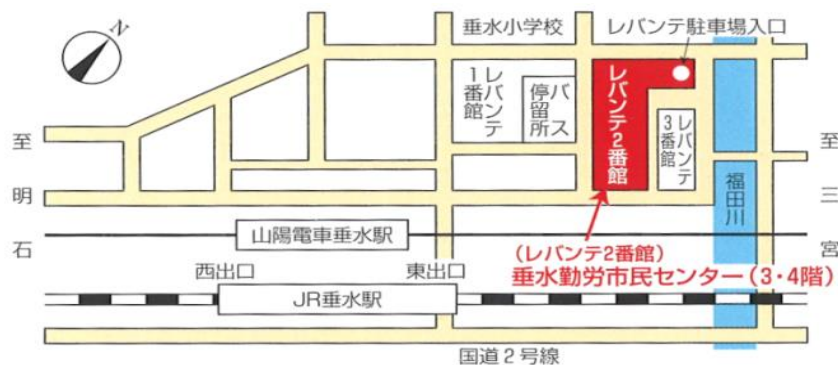 N
垂水小学校
レバンテ駐車場入口
レバンテ
1番館
バス
停留所
レバンテ2番館
レバンテ
3番館
至明石
至三宮
福田川
山陽電車垂水駅
(レバンテ2番館)
垂水勤労市民センター(3・4階)
西出口
東出口
JR垂水駅
国道2号線